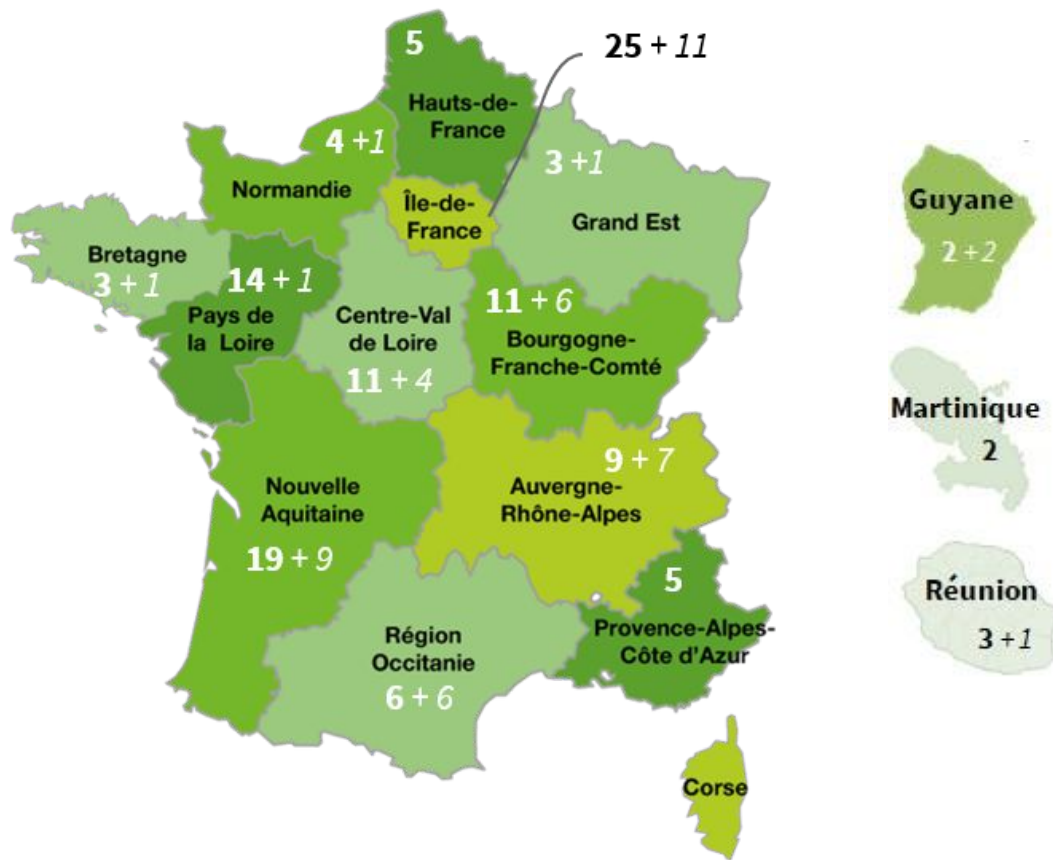 5
25 + 11
Hauts-de-
France
4 +1
3 +1
Normandie
Île-de-
France
Grand Est
Guyane
2 +2
Bretagne
3 + 1
14 + 1
Pays de
la Loire
Centre-Val
de Loire
11 + 4
11 + 6
Bourgogne-
Franche-Comté
Martinique
2
9 + 7
Auvergne-
Rhône-Alpes
Nouvelle
Aquitaine
19 + 9
5
Provence-Alpes-
Côte d'Azur
Réunion
3 +1
Région
Occitanie
6 + 6
Corse